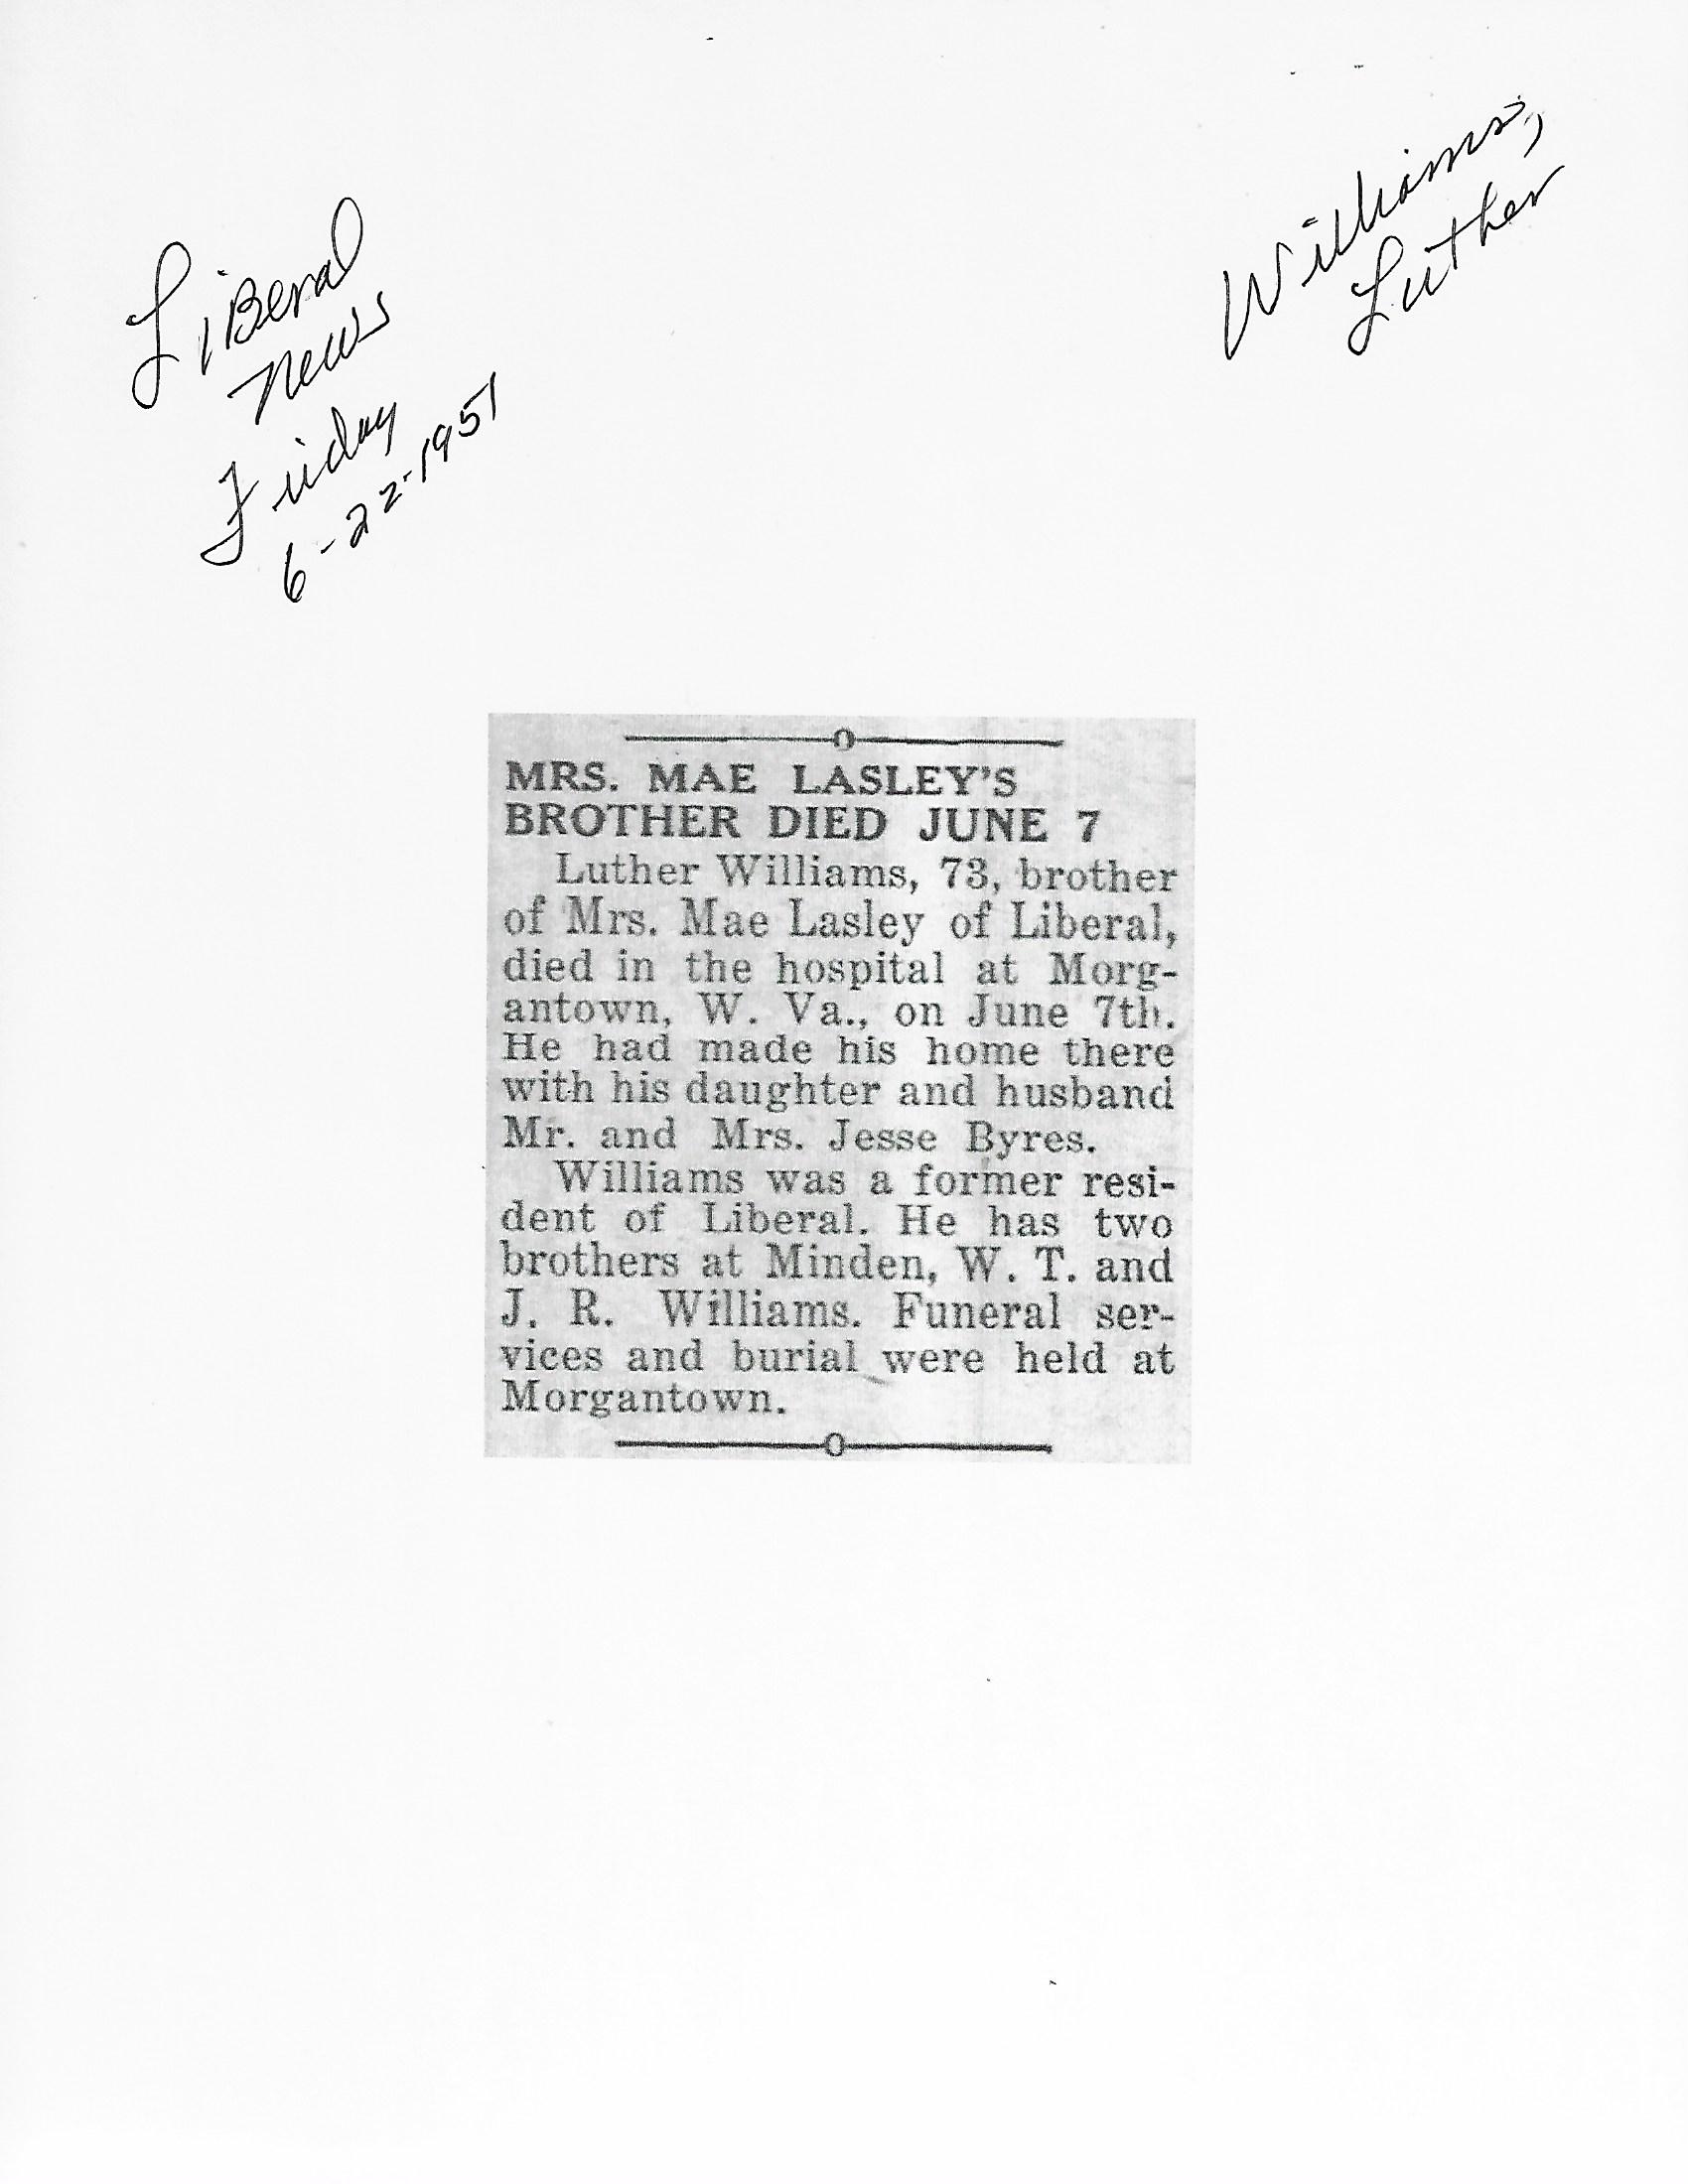 Liberal
News
Friday
6-22-1951
Williams,
Luther
MRS. MAE LASLEY'S
BROTHER DIED JUNE 7
Luther Williams, 73, brother
of Mrs. Mae Lasley of Liberal,
died in the hospital at Morg-
antown, W. Va., on June 7th.
He had made his home there
with his daughter and husband
Mr. and Mrs. Jesse Byres.
Williams was a former resi-
dent of Liberal. He has two
brothers at Minden, W. T. and
J. R. Williams. Funeral ser-
vices and burial were held at
Morgantown.